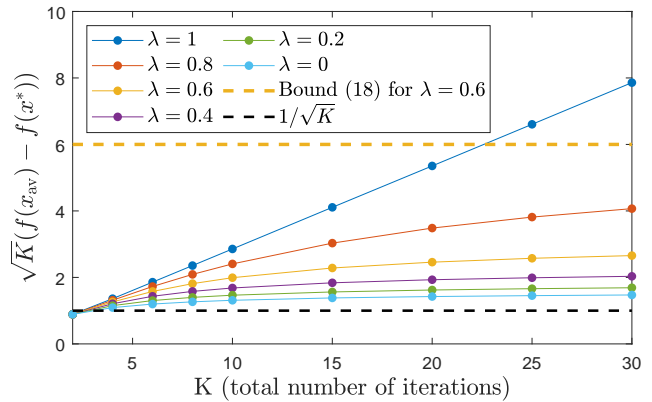 10
8
6
4
2
0
√K(f(x_av) − f(x*))
λ = 1
λ = 0.8
λ = 0.6
λ = 0.4
λ = 0.2
λ = 0
Bound (18) for λ = 0.6
1/√K
5 10 15 20 25 30
K (total number of iterations)